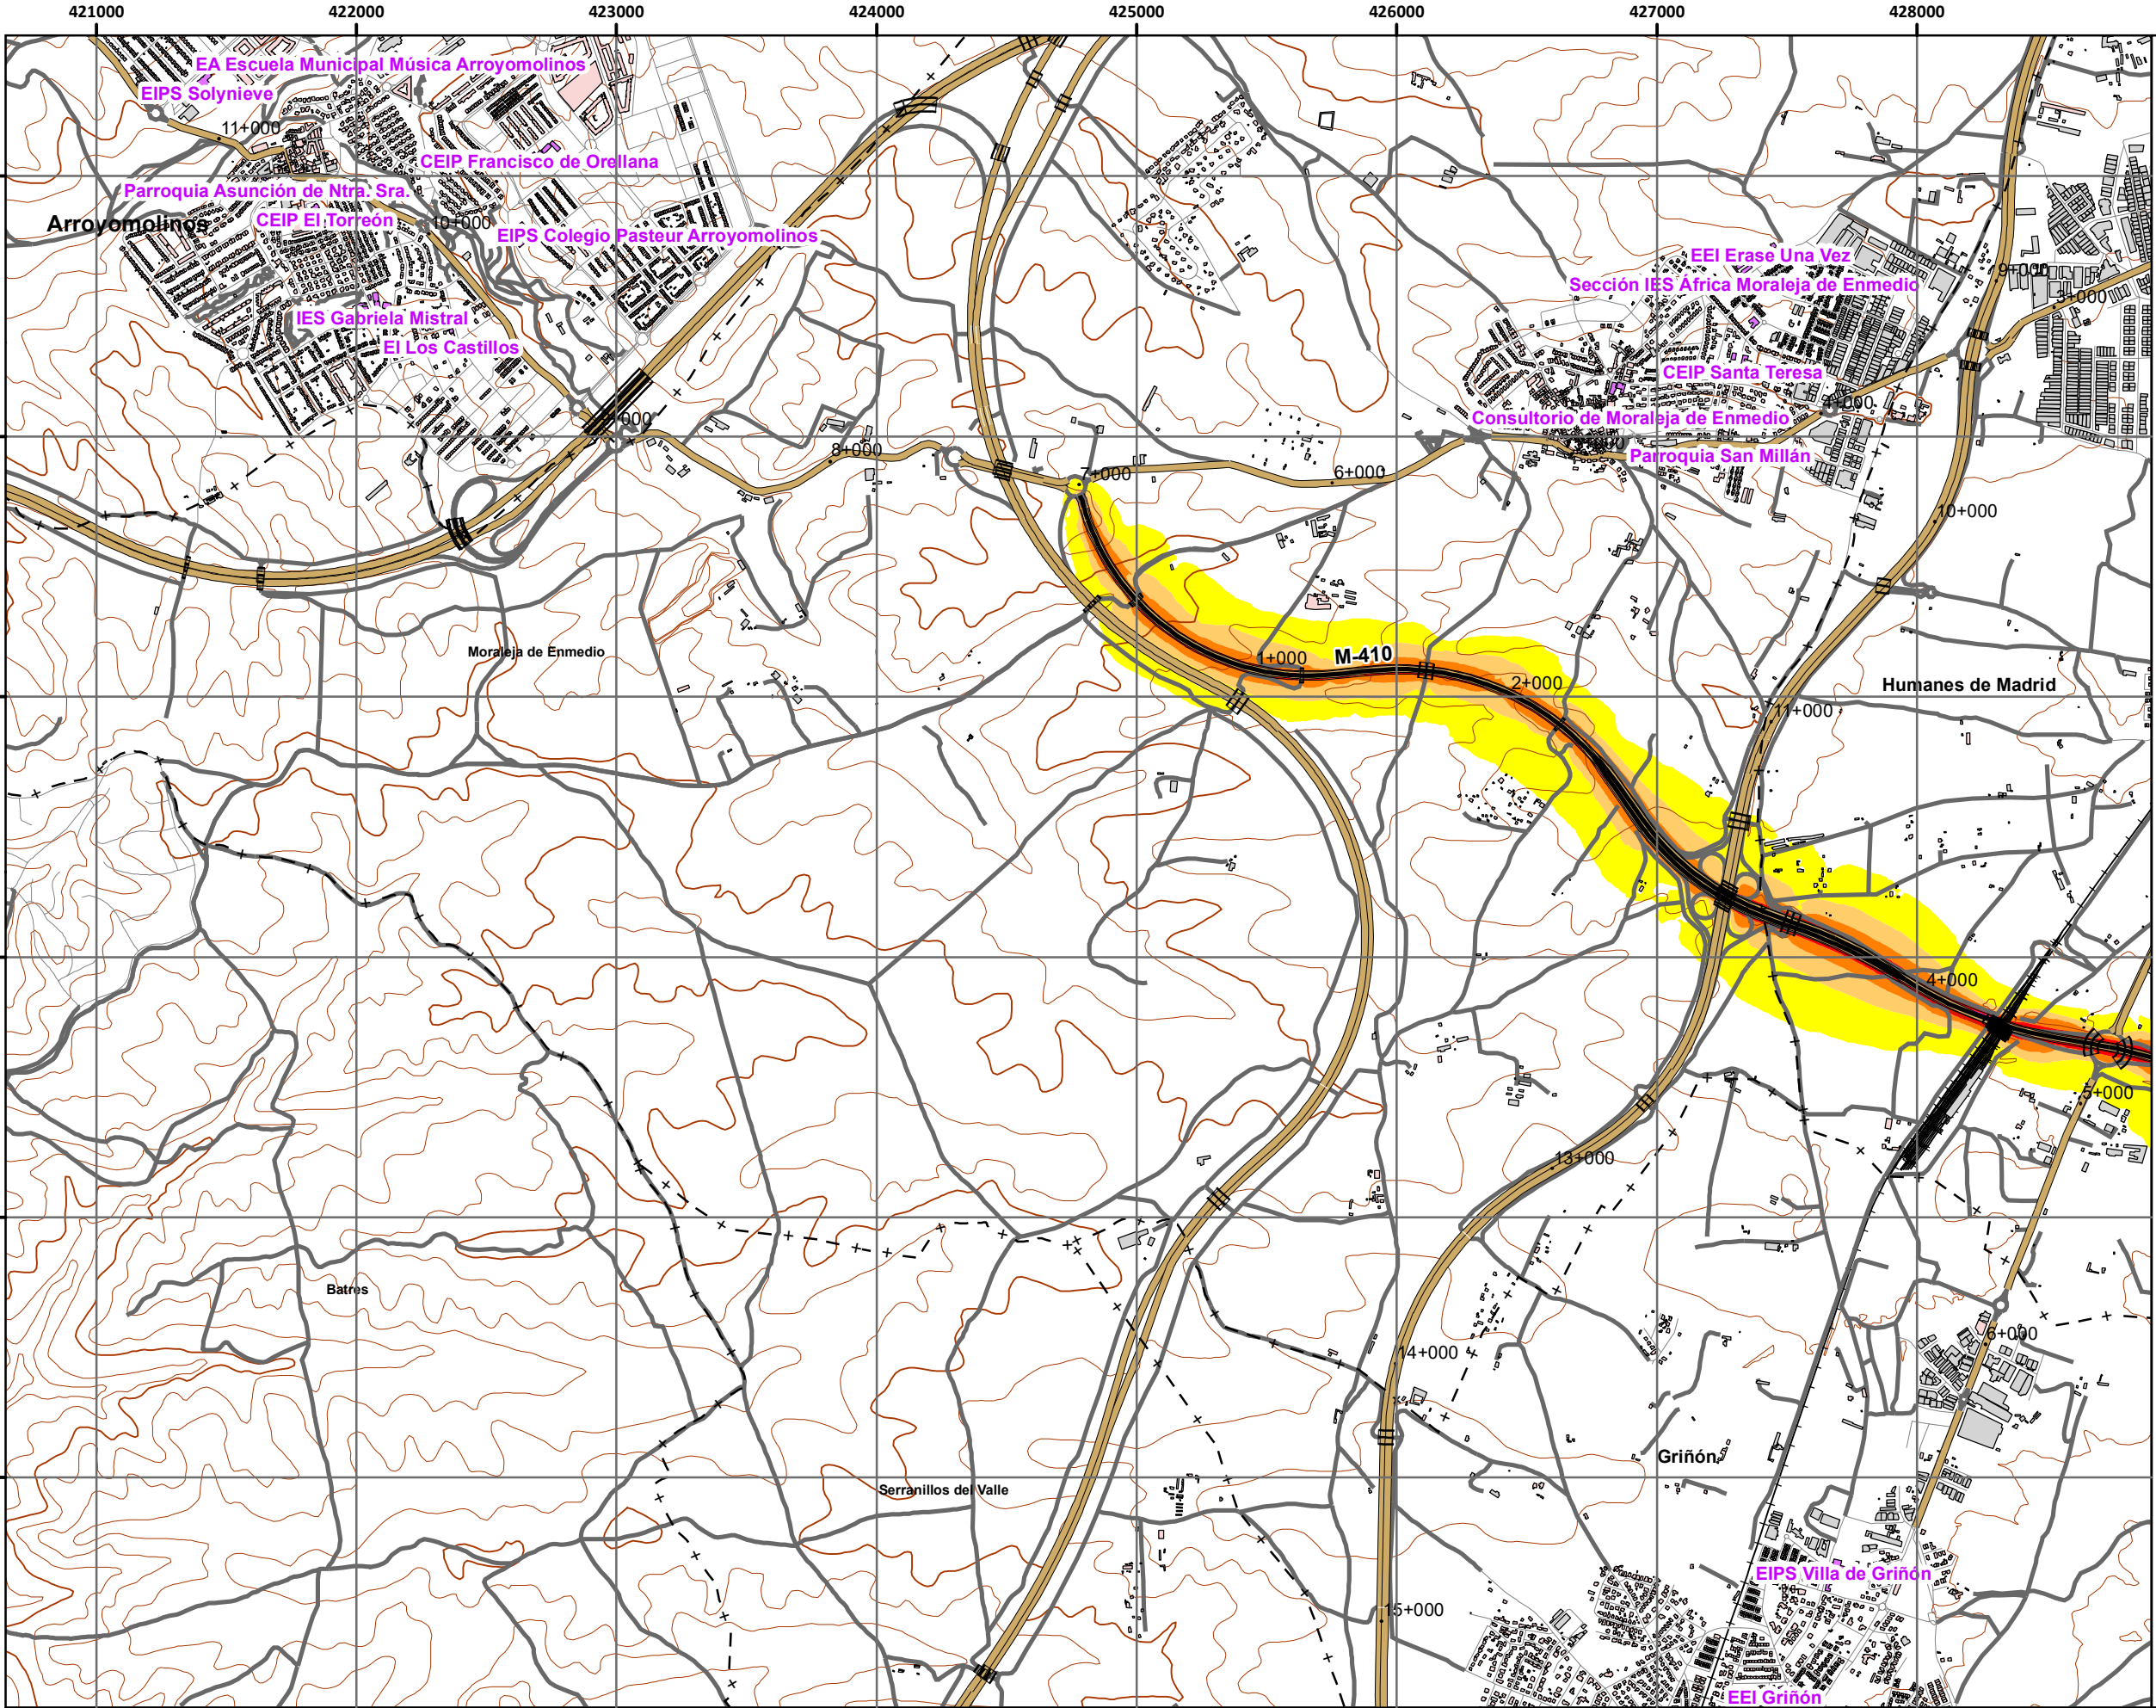 421000 422000 423000 424000 425000 426000 427000 428000
EA Escuela Municipal Música Arroyomolinos
EIPS Solynieve
11+000
CEIP Francisco de Orellana
Parroquia Asunción de Ntra. Sra.
Arroyomolinos
CEIP El Torreón
10+000
EIPS Colegio Pasteur Arroyomolinos
EEI Erase Una Vez
9+000
Sección IES África Moraleja de Enmedio
3+000
IES Gabriela Mistral
EI Los Castillos
CEIP Santa Teresa
Consultorio de Moraleja de Enmedio
Parroquia San Millán
8+000
7+000
6+000
10+000
Moraleja de Enmedio
1+000
M-410
2+000
Humanes de Madrid
11+000
4+000
5+000
13+000
Batres
6+000
14+000
Griñón
Serranillos del Valle
EIPS Villa de Griñón
15+000
EEI Griñón